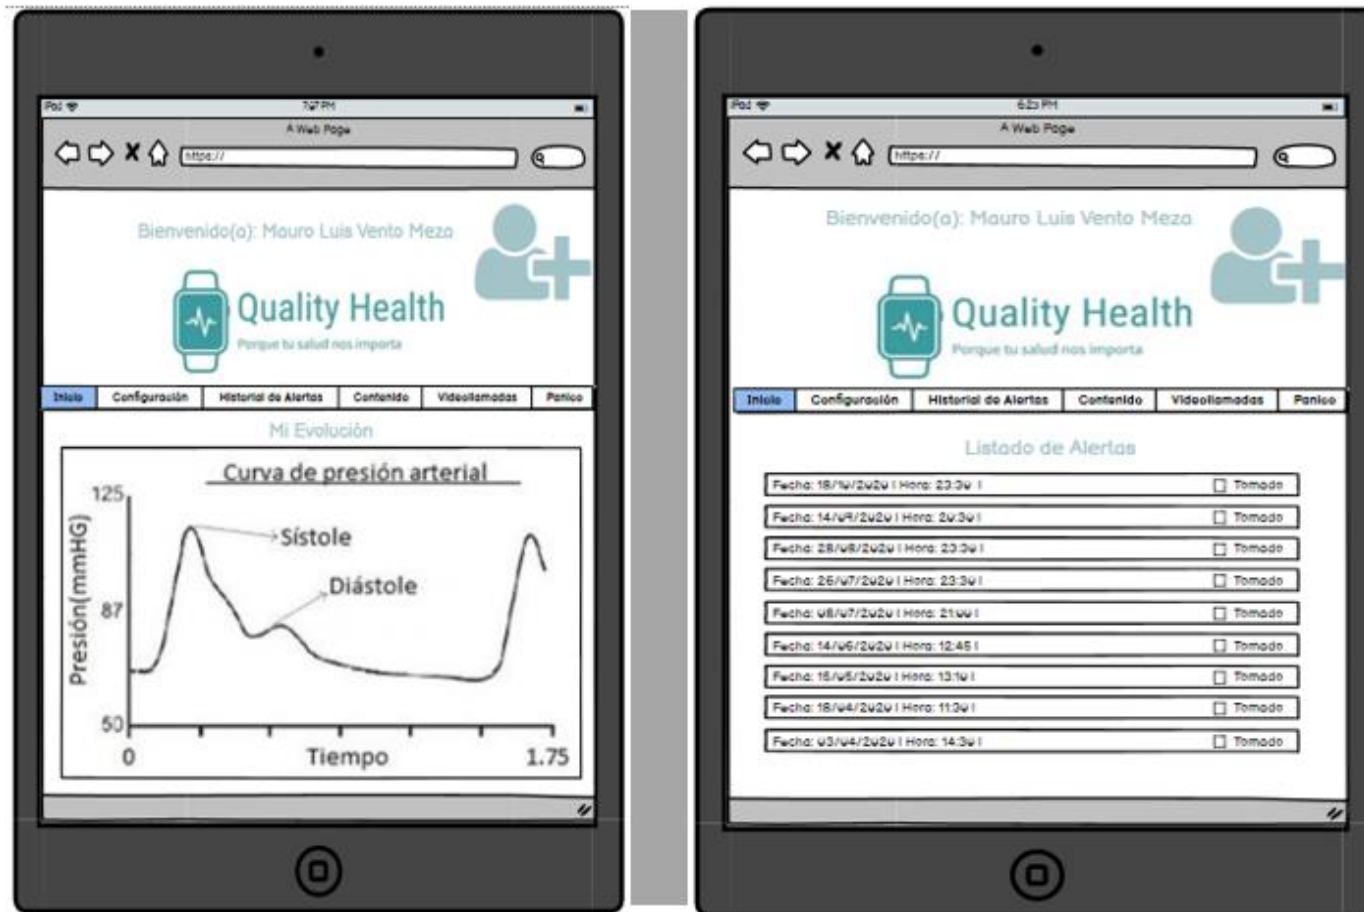 iPad
7:27 PM
A Web Page
https://
Bienvenido(a): Mauro Luis Vento Meza
Quality Health
Porque tu salud nos importa
Inicio Configuración Historial de Alertas Contenido Videollamadas Panico
Mi Evolución
Curva de presión arterial
125
Sístole
Diástole
87
Presión(mmHG)
50
0 Tiempo 1.75
iPad
6:23 PM
A Web Page
https://
Bienvenido(a): Mauro Luis Vento Meza
Quality Health
Porque tu salud nos importa
Inicio Configuración Historial de Alertas Contenido Videollamadas Panico
Listado de Alertas
Fecha: 18/10/2020 | Hora: 23:30 | Tomado
Fecha: 14/09/2020 | Hora: 20:30 | Tomado
Fecha: 28/08/2020 | Hora: 23:30 | Tomado
Fecha: 26/07/2020 | Hora: 23:30 | Tomado
Fecha: 08/07/2020 | Hora: 21:00 | Tomado
Fecha: 14/06/2020 | Hora: 12:45 | Tomado
Fecha: 15/05/2020 | Hora: 13:10 | Tomado
Fecha: 18/04/2020 | Hora: 11:30 | Tomado
Fecha: 03/04/2020 | Hora: 14:30 | Tomado